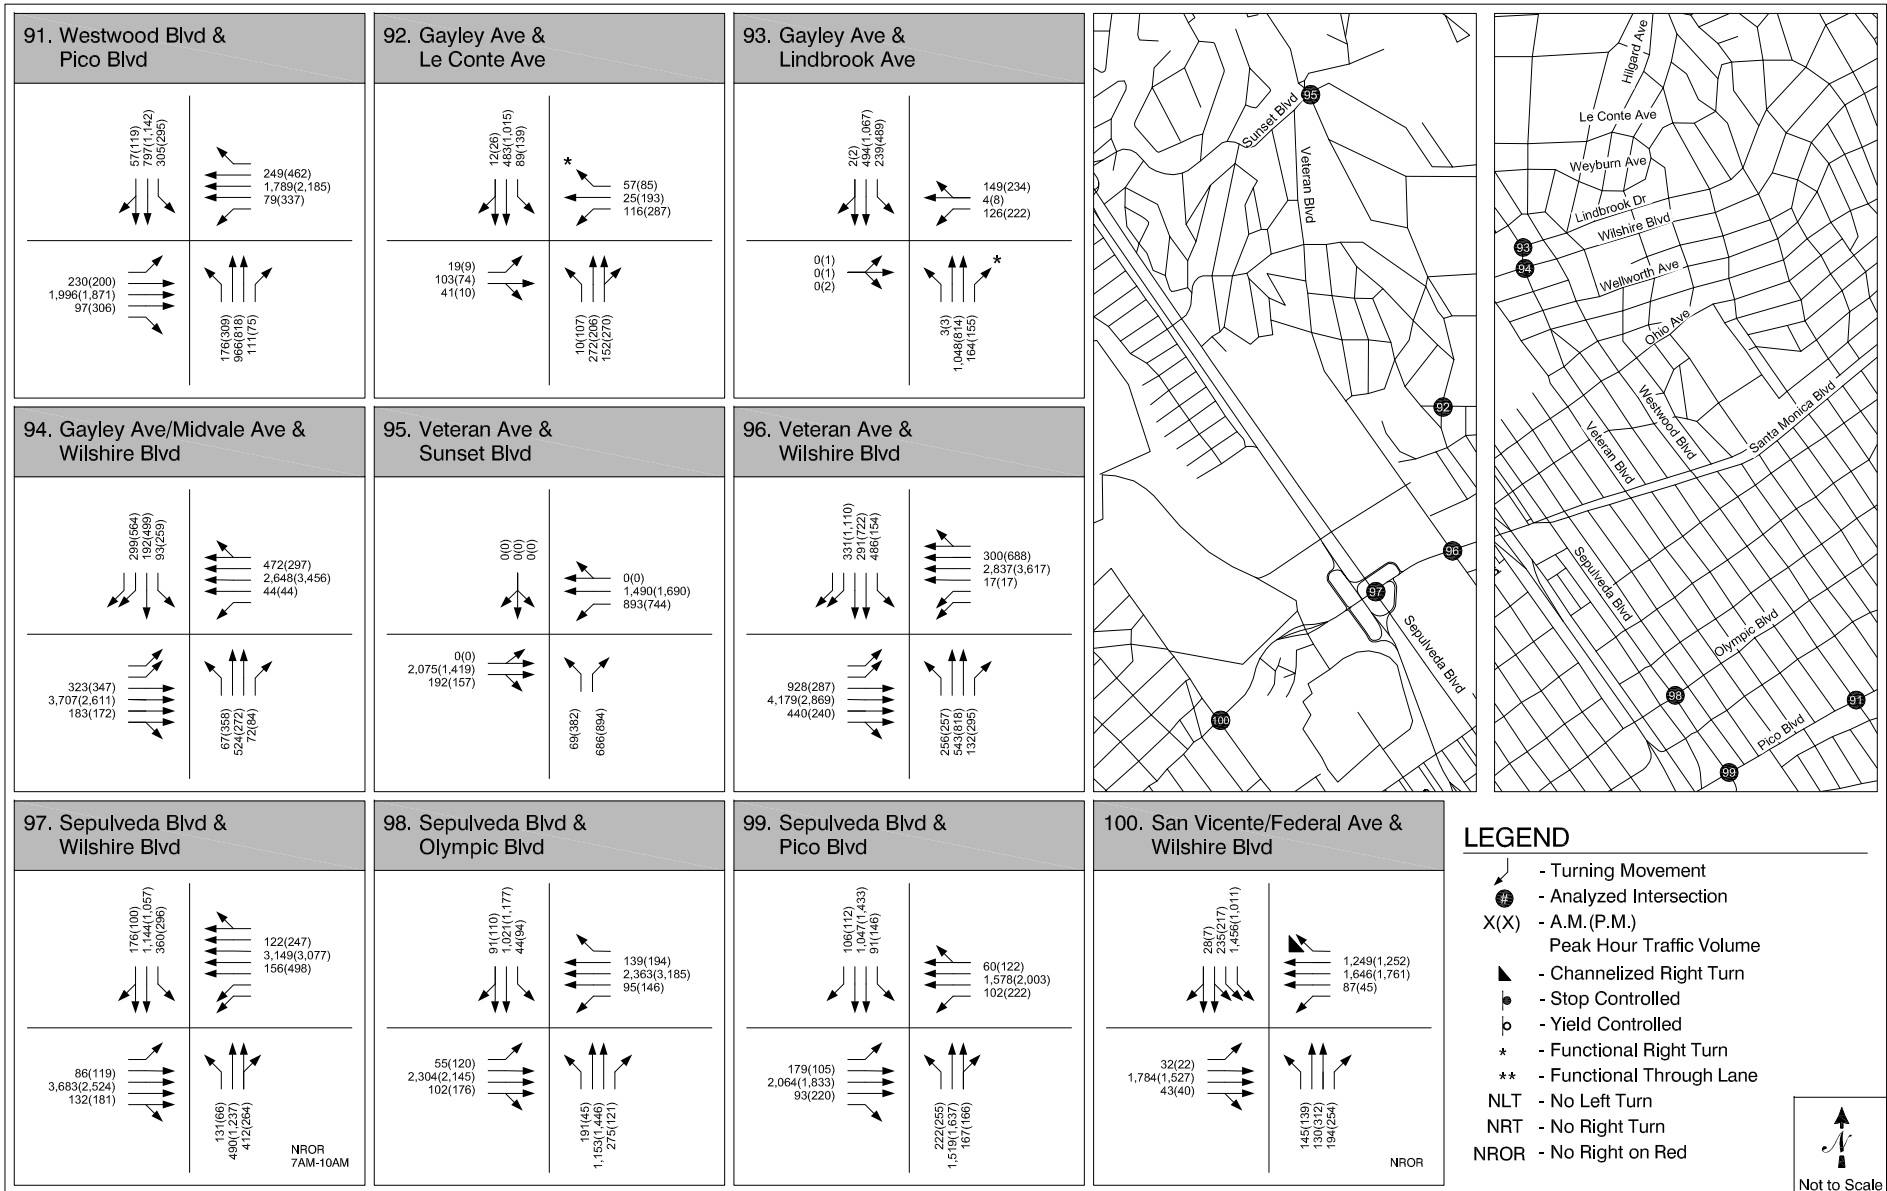 91. Westwood Blvd &
Pico Blvd
57(119)
797(1,142)
305(295)
249(462)
1,789(2,185)
79(337)
230(200)
1,996(1,871)
97(306)
176(309)
966(818)
111(75)
92. Gayley Ave &
Le Conte Ave
12(26)
483(1,015)
89(139)
*
57(85)
25(193)
116(287)
19(9)
103(74)
41(10)
10(107)
272(206)
152(270)
93. Gayley Ave &
Lindbrook Ave
2(2)
494(1,067)
239(489)
149(234)
4(8)
126(222)
0(1)
0(1)
0(2)
*
3(3)
1,048(814)
164(155)
94. Gayley Ave/Midvale Ave &
Wilshire Blvd
299(564)
192(499)
93(259)
472(297)
2,648(3,456)
44(44)
323(347)
3,707(2,611)
183(172)
67(358)
524(272)
72(84)
95. Veteran Ave &
Sunset Blvd
0(0)
0(0)
0(0)
0(0)
1,490(1,690)
893(744)
0(0)
2,075(1,419)
192(157)
69(382)
686(894)
96. Veteran Ave &
Wilshire Blvd
331(1,110)
291(722)
486(154)
300(688)
2,837(3,617)
17(17)
928(287)
4,179(2,869)
440(240)
256(257)
543(818)
132(295)
97. Sepulveda Blvd &
Wilshire Blvd
176(100)
1,144(1,057)
360(296)
122(247)
3,149(3,077)
156(498)
86(119)
3,683(2,524)
132(181)
131(66)
490(1,237)
412(264)
NROR
7AM-10AM
98. Sepulveda Blvd &
Olympic Blvd
91(110)
1,021(1,177)
44(94)
139(194)
2,363(3,185)
95(146)
55(120)
2,304(2,145)
102(176)
191(45)
1,153(1,446)
275(121)
99. Sepulveda Blvd &
Pico Blvd
106(112)
1,047(1,433)
91(146)
60(122)
1,578(2,003)
102(222)
179(105)
2,064(1,833)
93(220)
222(255)
1,519(1,637)
167(166)
100. San Vicente/Federal Ave &
Wilshire Blvd
28(7)
235(217)
1,456(1,011)
1,249(1,252)
1,646(1,761)
87(45)
32(22)
1,784(1,527)
43(40)
145(139)
130(312)
194(254)
NROR
95
Sunset Blvd
Veteran Blvd
92
96
97
Sepulveda Blvd
100
Hilgard Ave
Le Conte Ave
Weyburn Ave
Lindbrook Dr
Wilshire Blvd
93
94
Wellworth Ave
Ohio Ave
Westwood Blvd
Santa Monica Blvd
Veteran Blvd
Sepulveda Blvd
Olympic Blvd
98
91
Pico Blvd
99
LEGEND
- Turning Movement
# - Analyzed Intersection
X(X) - A.M.(P.M.)
Peak Hour Traffic Volume
- Channelized Right Turn
- Stop Controlled
- Yield Controlled
* - Functional Right Turn
** - Functional Through Lane
NLT - No Left Turn
NRT - No Right Turn
NROR - No Right on Red
N
Not to Scale